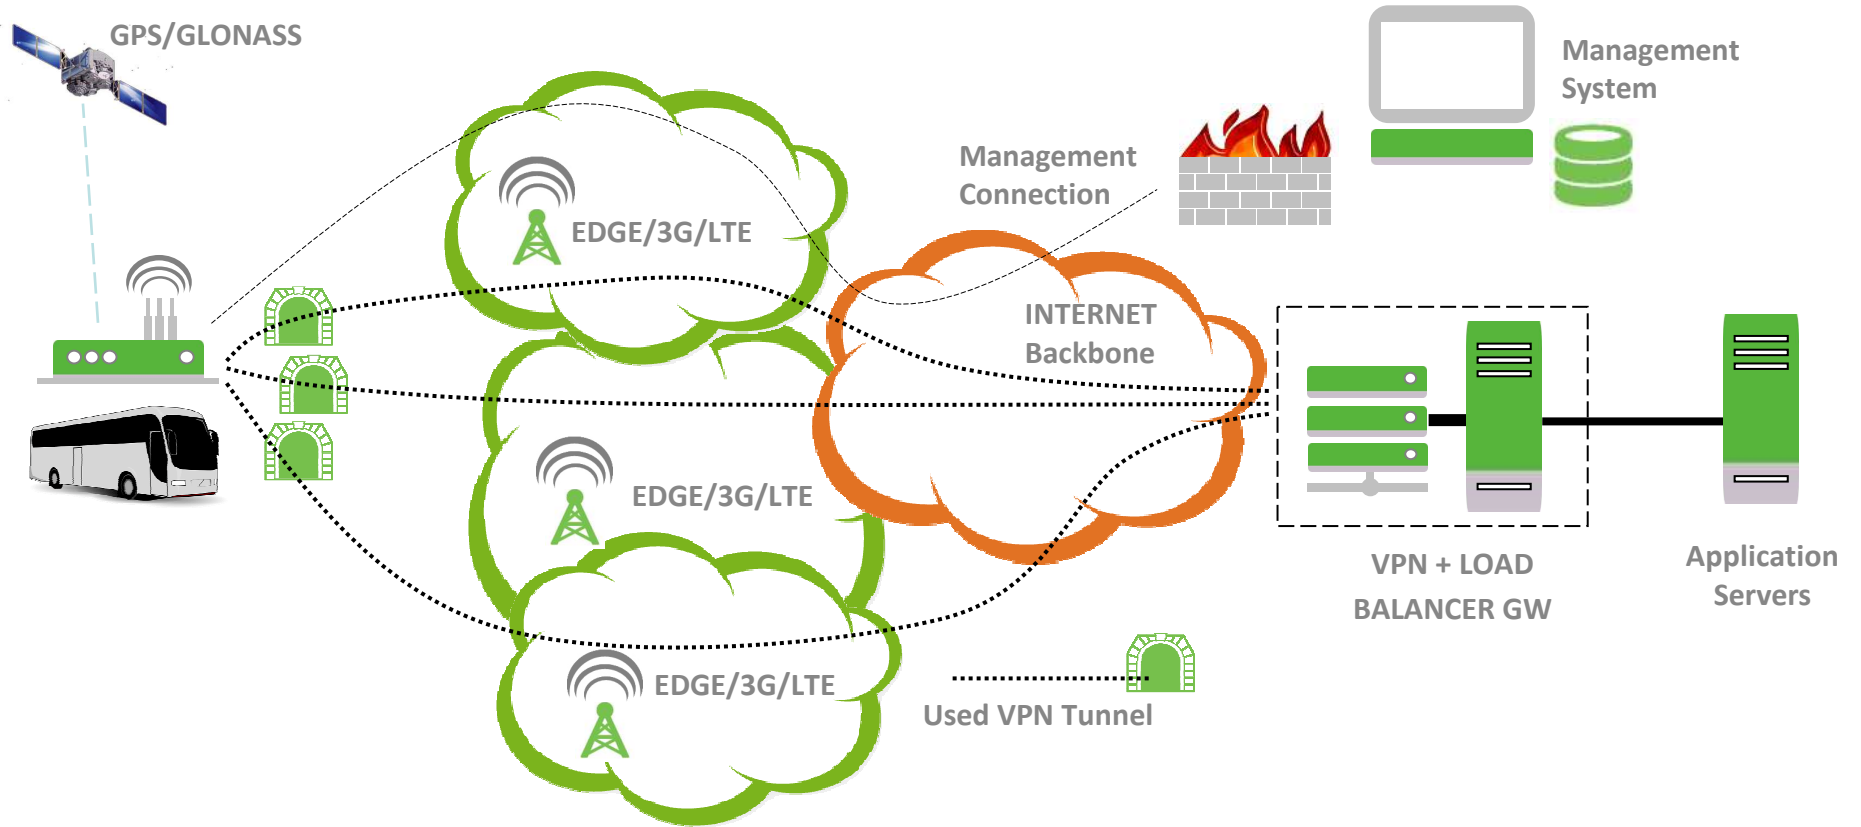 GPS/GLONASS
Management
System
Management
Connection
EDGE/3G/LTE
INTERNET
Backbone
EDGE/3G/LTE
VPN + LOAD
BALANCER GW
Application
Servers
EDGE/3G/LTE
Used VPN Tunnel